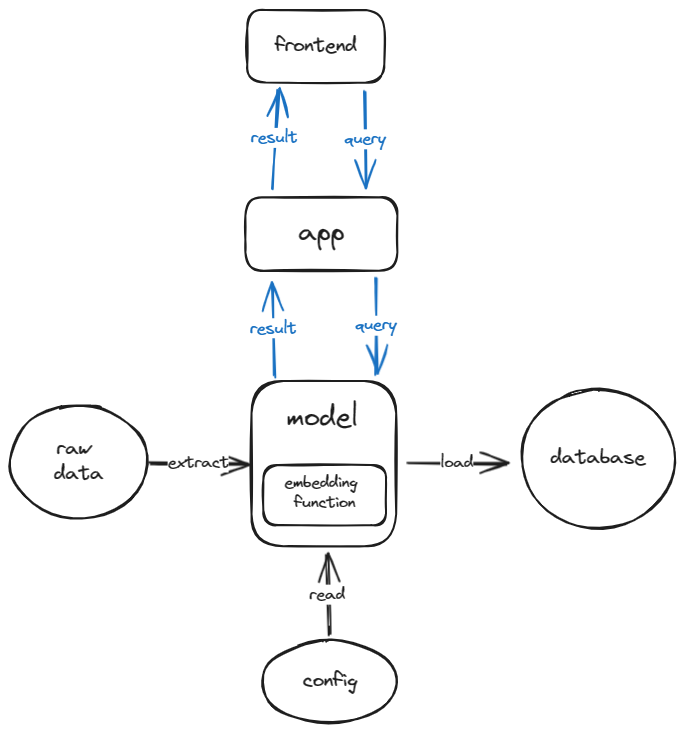 frontend
result
query
app
result
query
model
raw
data
extract
embedding
function
load
database
read
config